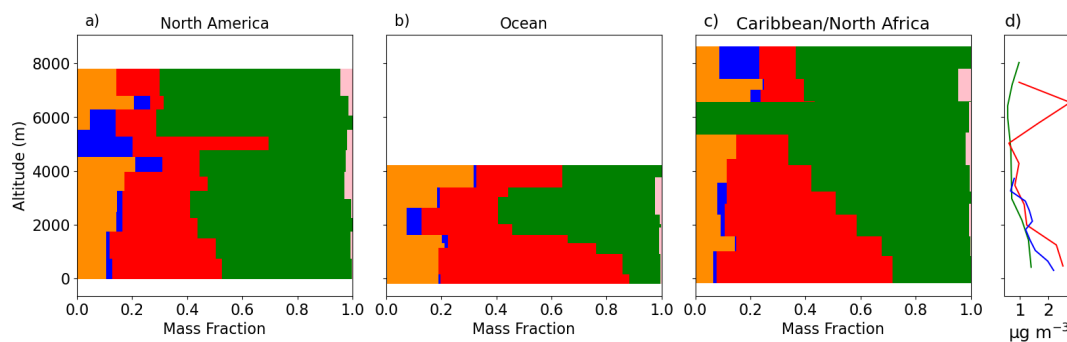 a) North America
b) Ocean
c) Caribbean/North Africa
d)
Altitude (m)
8000
6000
4000
2000
0
0.0 0.2 0.4 0.6 0.8 1.0
Mass Fraction
0.0 0.2 0.4 0.6 0.8 1.0
Mass Fraction
0.0 0.2 0.4 0.6 0.8 1.0
Mass Fraction
1 2
µg m⁻³